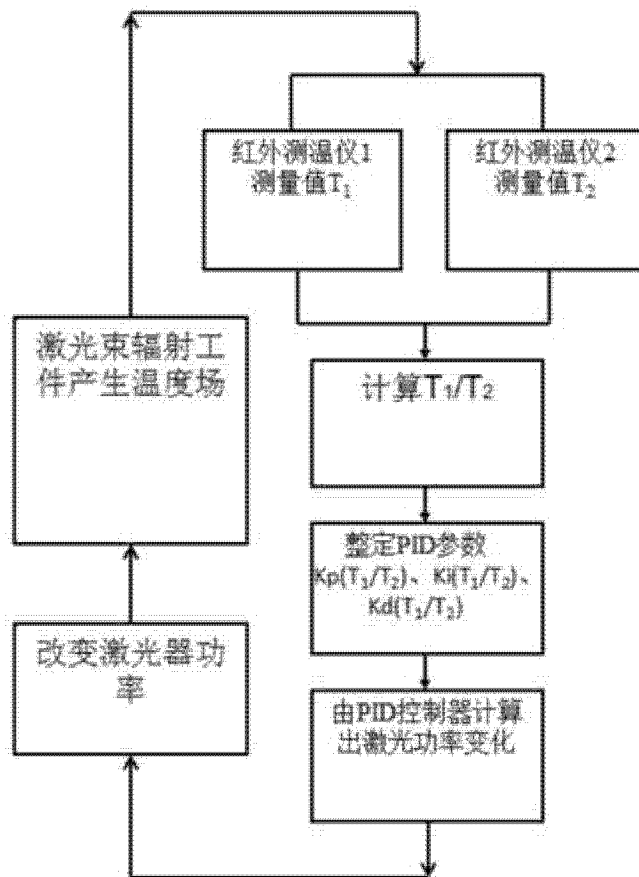 红外测温仪1
测量值T₁
红外测温仪2
测量值T₂
激光束辐射工
件产生温度场
计算T₁/T₂
整定PID参数
Kp(T₁/T₂)、Ki(T₁/T₂)、
Kd(T₁/T₂)
改变激光器功
率
由PID控制器计算
出激光功率变化